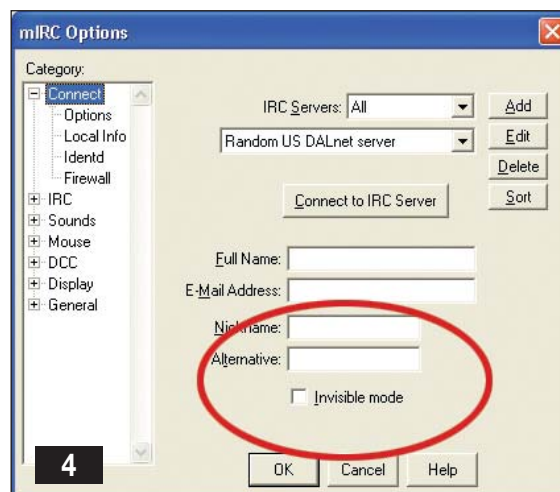 mIRC Options
Category:
Connect
Options
Local Info
Identd
Firewall
IRC
Sounds
Mouse
DCC
Display
General
IRC Servers: All
Random US DALnet server
Add
Edit
Delete
Sort
Connect to IRC Server
Full Name:
E-Mail Address:
Nickname:
Alternative:
Invisible mode
OK Cancel Help
4